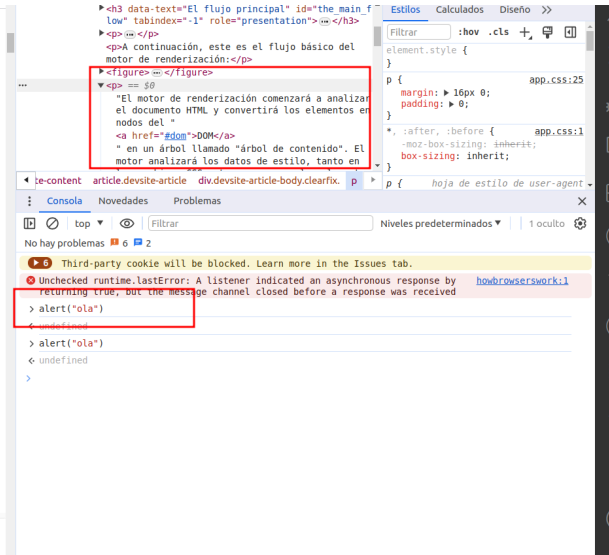 <h3 data-text="El flujo principal" id="the_main_f
low" tabindex="-1" role="presentation">…</h3>
<p>…</p>
<p>A continuación, este es el flujo básico del
motor de renderización:</p>
<figure>…</figure>
<p> == $0
"El motor de renderización comenzará a analizar
el documento HTML y convertirá los elementos en
nodos del "
<a href="#dom">DOM</a>
" en un árbol llamado "árbol de contenido". El
motor analizará los datos de estilo, tanto en
te-content article.devsite-article div.devsite-article-body.clearfix. p
Estilos Calculados Diseño
Filtrar :hov .cls
element.style {
}
p { app.css:25
margin: 16px 0;
padding: 0;
}
*, :after, :before { app.css:1
-moz-box-sizing: inherit;
box-sizing: inherit;
}
p { hoja de estilo de user-agent
Consola Novedades Problemas
top Filtrar Niveles predeterminados 1 oculto
No hay problemas 6 2
6 Third-party cookie will be blocked. Learn more in the Issues tab.
Unchecked runtime.lastError: A listener indicated an asynchronous response by howbrowserswork:1
returning true, but the message channel closed before a response was received
> alert("ola")
undefined
> alert("ola")
undefined
>